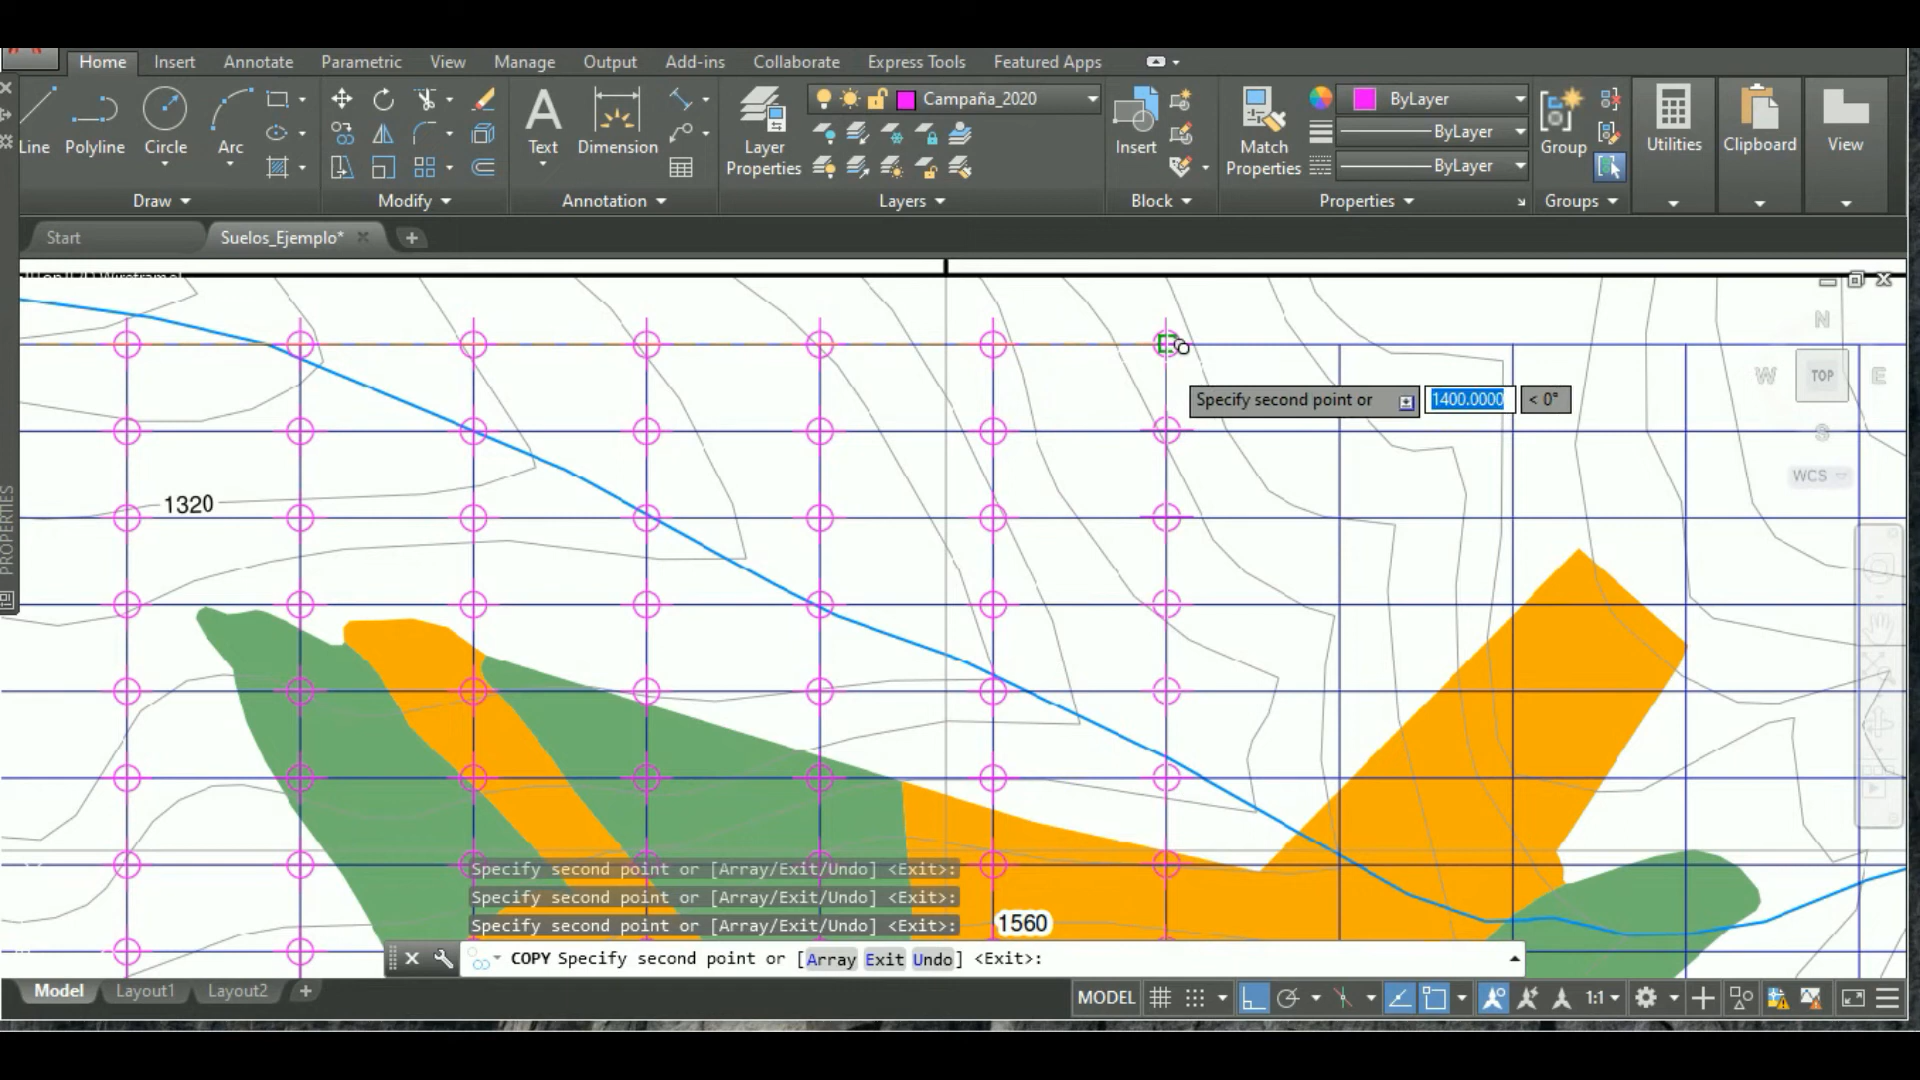 Home Insert Annotate Parametric View Manage Output Add-ins Collaborate Express Tools Featured Apps
Campaña_2020
ByLayer
ByLayer
ByLayer
Line Polyline Circle Arc
Text Dimension
Layer
Properties
Insert
Match
Properties
Group
Utilities Clipboard View
Draw Modify Annotation Layers Block Properties Groups
Start Suelos_Ejemplo*
N
W TOP E
S
WCS
Specify second point or 1400.0000 < 0°
1320
PROPERTIES
1560
Specify second point or [Array/Exit/Undo] <Exit>:
Specify second point or [Array/Exit/Undo] <Exit>:
Specify second point or [Array/Exit/Undo] <Exit>:
COPY Specify second point or [Array Exit Undo] <Exit>:
Model Layout1 Layout2
MODEL 1:1